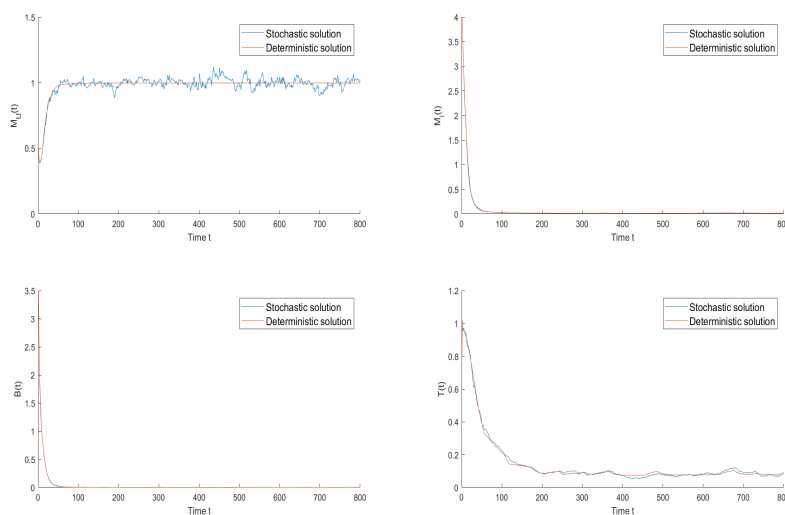 1.5
Stochastic solution
Deterministic solution
1
M_U(t)
0.5
0
0 100 200 300 400 500 600 700 800
Time t
4
Stochastic solution
3.5
Deterministic solution
3
2.5
M_I(t)
2
1.5
1
0.5
0
0 100 200 300 400 500 600 700 800
Time t
3.5
Stochastic solution
3
Deterministic solution
2.5
2
B(t)
1.5
1
0.5
0
0 100 200 300 400 500 600 700 800
Time t
1.2
Stochastic solution
1
Deterministic solution
0.8
T(t)
0.6
0.4
0.2
0
0 100 200 300 400 500 600 700 800
Time t